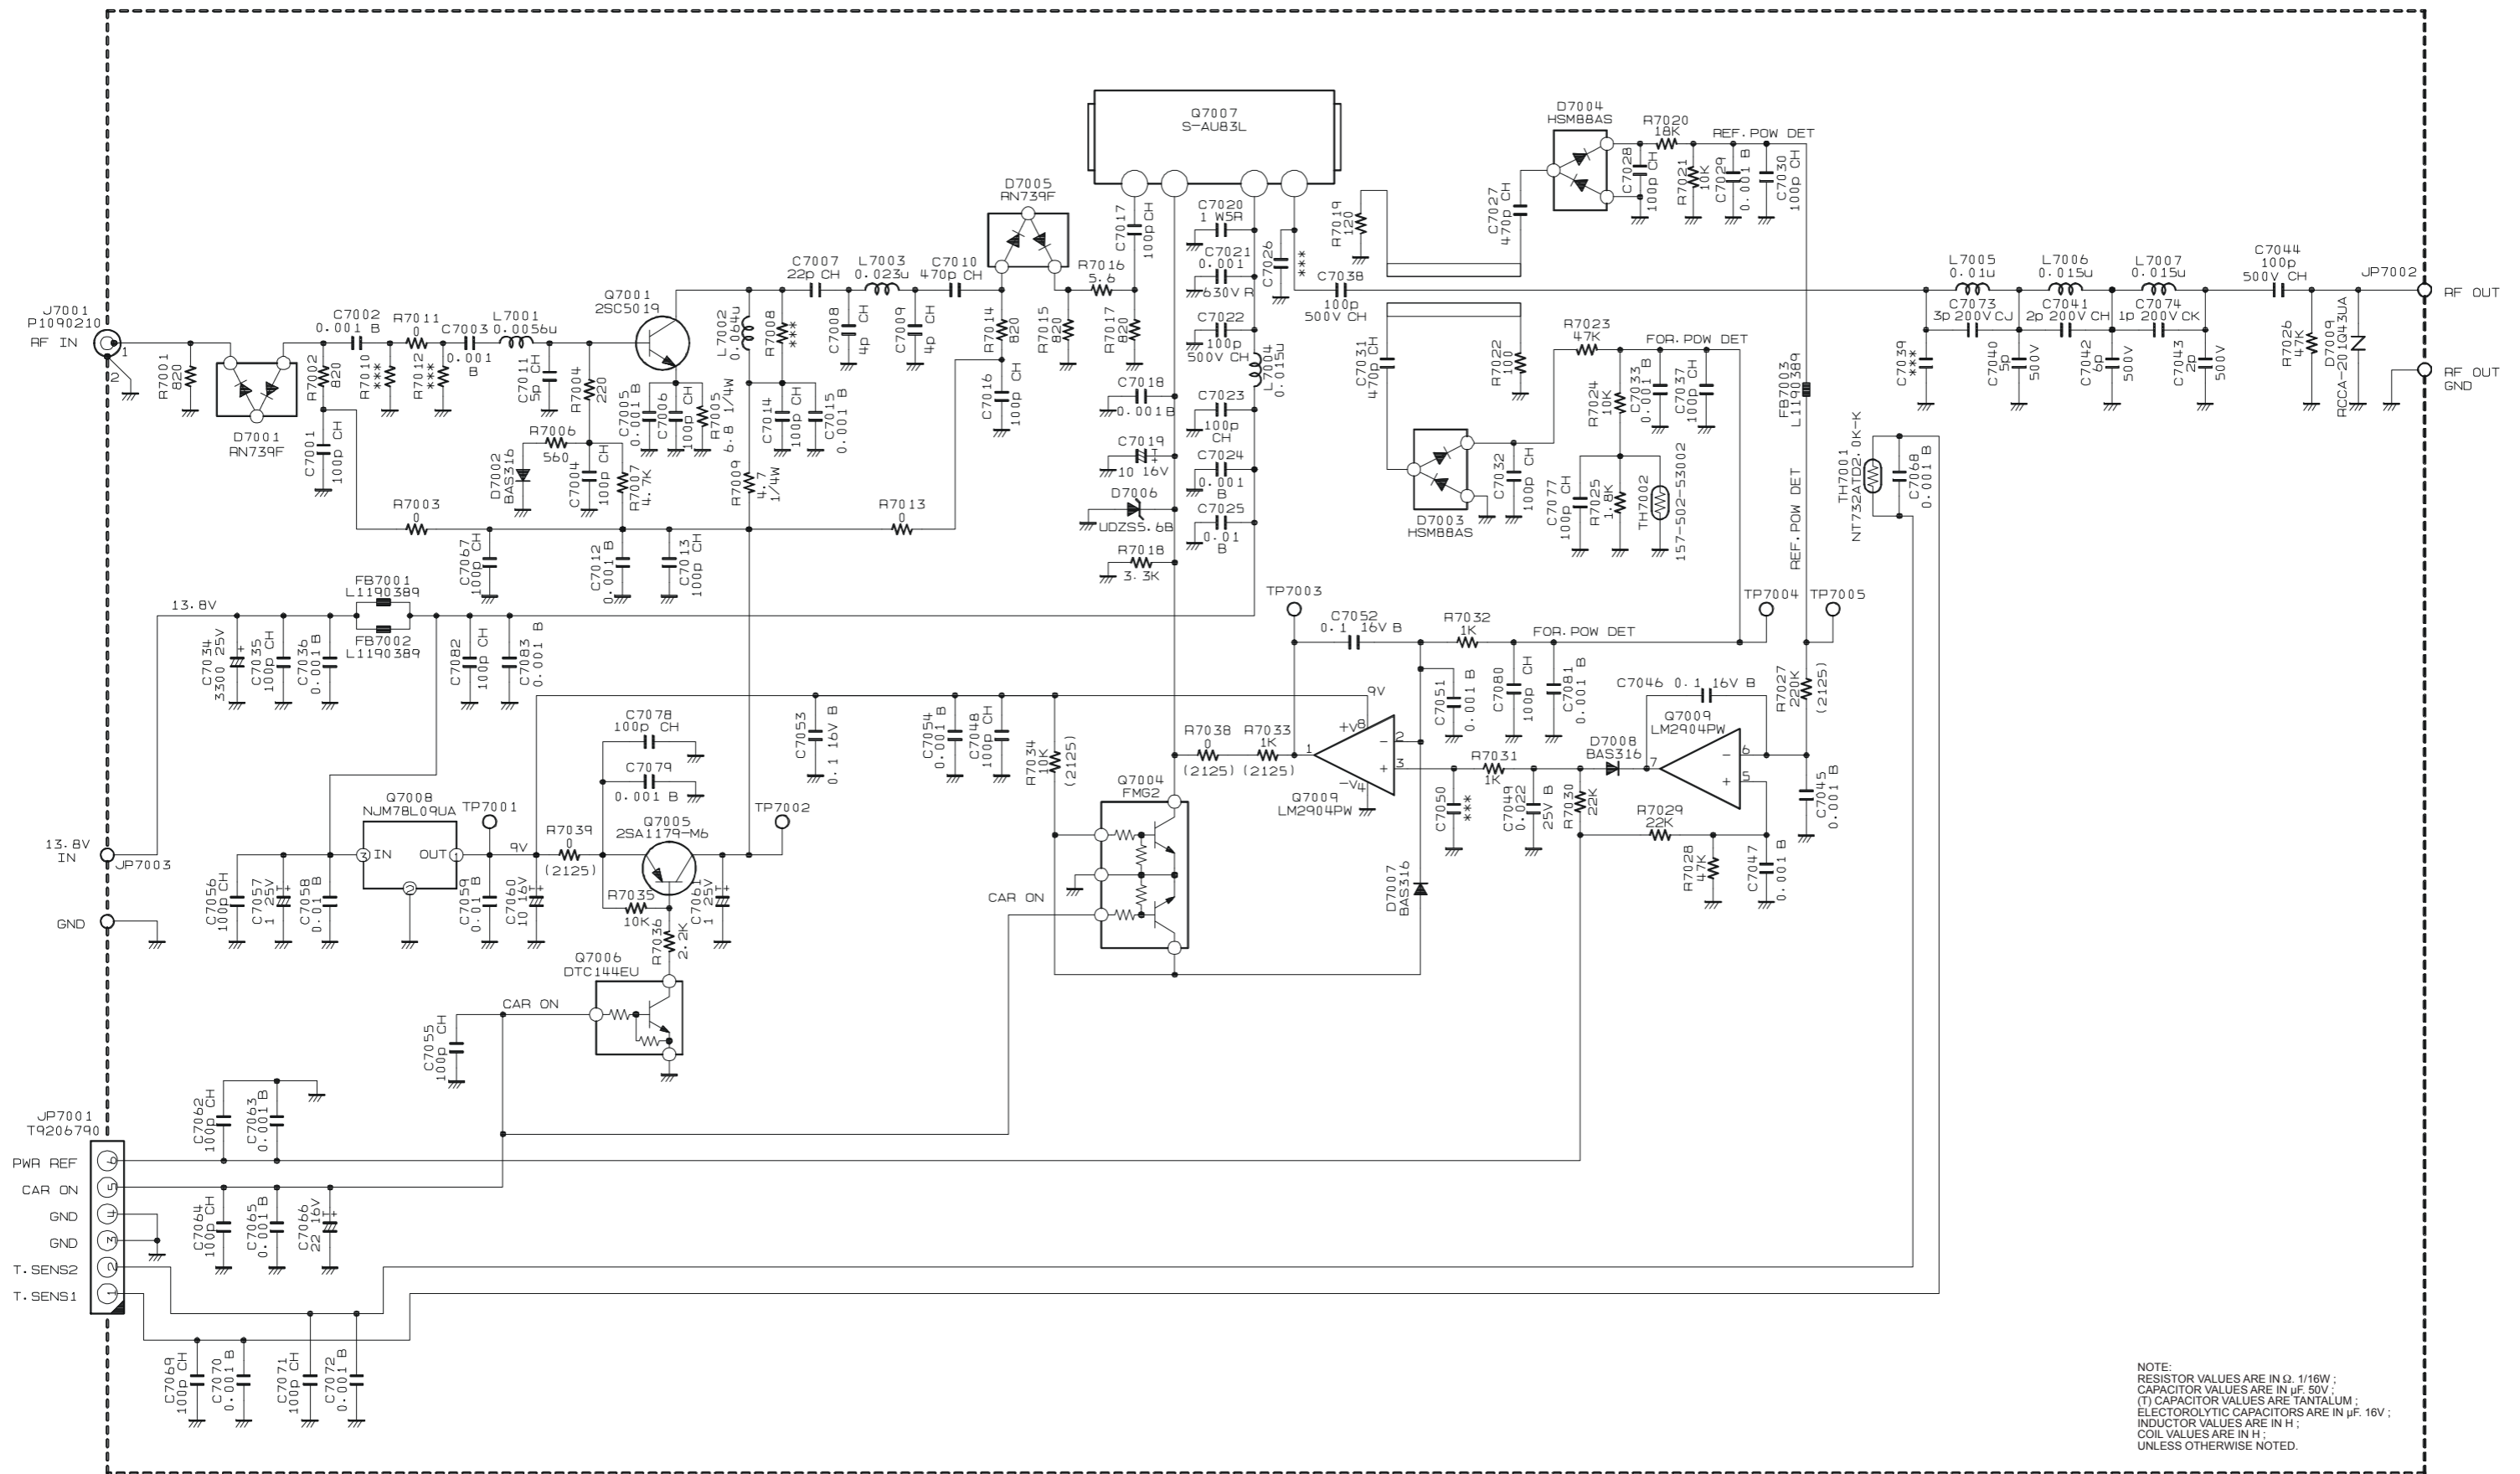 Q7007
S-AU83L
D7004
HSM88AS
R7020
18K
REF.POW DET
C7028
100p CH
R7021
10K
C7029
0.001 B
C7030
100p CH
C7027
470p CH
R7019
120
D7005
RN739F
C7017
100p CH
C7020
1 W5R
C7021
0.001
630V R
C7026
***
C7038
100p
500V CH
C7022
100p
500V CH
L7004
0.015u
C7023
100p
CH
C7024
0.001
B
C7025
0.01
B
C7018
0.001B
C7019
10 16V
D7006
UDZS5.6B
R7018
3.3K
J7001
P1090210
RF IN
1
2
R7001
820
D7001
RN739F
R7002
820
C7001
100p CH
C7002
0.001 B
R7010
***
R7011
0
R7012
***
C7003
0.001
B
L7001
0.0056u
C7011
5p CH
R7004
220
Q7001
2SC5019
R7006
560
D7002
BAS316
C7004
100p CH
R7007
4.7K
C7005
0.001 B
C7006
100p CH
R7005
6.8 1/4W
L7002
0.064u
R7008
***
C7014
100p CH
C7015
0.001 B
R7009
4.7
1/4W
C7007
22p CH
C7008
4p CH
L7003
0.023u
C7009
4p CH
C7010
470p CH
R7014
820
R7015
820
R7016
5.6
R7017
820
C7016
100p CH
R7003
0
R7013
0
C7067
100p CH
C7012
0.001 B
C7013
100p CH
C7031
470p CH
R7022
100
R7023
47K
FOR.POW DET
R7024
10K
C7033
0.001 B
C7037
100p CH
D7003
HSM88AS
C7032
100p CH
C7077
100p CH
R7025
1.8K
TH7002
157-502-53002
FB7003
L1190389
REF.POW DET
TH7001
NT732ATD2.0K-K
C7068
0.001 B
L7005
0.01u
C7073
3p 200V CJ
L7006
0.015u
C7041
2p 200V CH
L7007
0.015u
C7074
1p 200V CK
C7039
***
C7040
5p
500V
C7042
6p
500V
C7043
2p
500V
C7044
100p
500V CH
R7026
47K
D7009
RCCA-201Q43UA
JP7002
RF OUT
RF OUT
GND
13.8V
FB7001
L1190389
FB7002
L1190389
C7034
3300 25V
C7035
100p CH
C7036
0.001 B
C7082
100p CH
C7083
0.001 B
TP7003
C7052
0.1 16V B
R7032
1K
FOR.POW DET
TP7004
TP7005
C7051
0.001 B
C7080
100p CH
C7081
0.001 B
C7046 0.1 16V B
R7027
220K
(2125)
Q7009
LM2904PW
7
6
5
-
+
D7008
BAS316
C7045
0.001 B
R7031
1K
C7050
***
C7049
0.022
25V B
R7030
22K
R7029
22K
R7028
47K
C7047
0.001 B
9V
+V8
-V4
1
2
3
-
+
Q7009
LM2904PW
R7038
0
(2125)
R7033
1K
(2125)
D7007
BAS316
C7053
0.1 16V B
C7054
0.001 B
C7048
100p CH
R7034
10K
(2125)
Q7004
FMG2
CAR ON
C7078
100p CH
C7079
0.001 B
Q7008
NJM78L09UA
3 IN
OUT 1
2
TP7001
9V
R7039
0
(2125)
Q7005
2SA1179-M6
TP7002
13.8V
IN
JP7003
C7056
100p CH
C7057
1 25V
C7058
0.01 B
C7059
0.01 B
C7060
10 16V
R7035
10K
R7036
2.2K
C7061
1 25V
GND
Q7006
DTC144EU
CAR ON
C7055
100p CH
C7062
100p CH
C7063
0.001 B
JP7001
T9206790
PWR REF 6
CAR ON 5
GND 4
GND 3
T.SENS2 2
T.SENS1 1
C7064
100p CH
C7065
0.001 B
C7066
22 16V
C7069
100p CH
C7070
0.001 B
C7071
100p CH
C7072
0.001 B
NOTE:
RESISTOR VALUES ARE IN Ω. 1/16W ;
CAPACITOR VALUES ARE IN µF. 50V ;
(T) CAPACITOR VALUES ARE TANTALUM ;
ELECTOROLYTIC CAPACITORS ARE IN µF. 16V ;
INDUCTOR VALUES ARE IN H ;
COIL VALUES ARE IN H ;
UNLESS OTHERWISE NOTED.